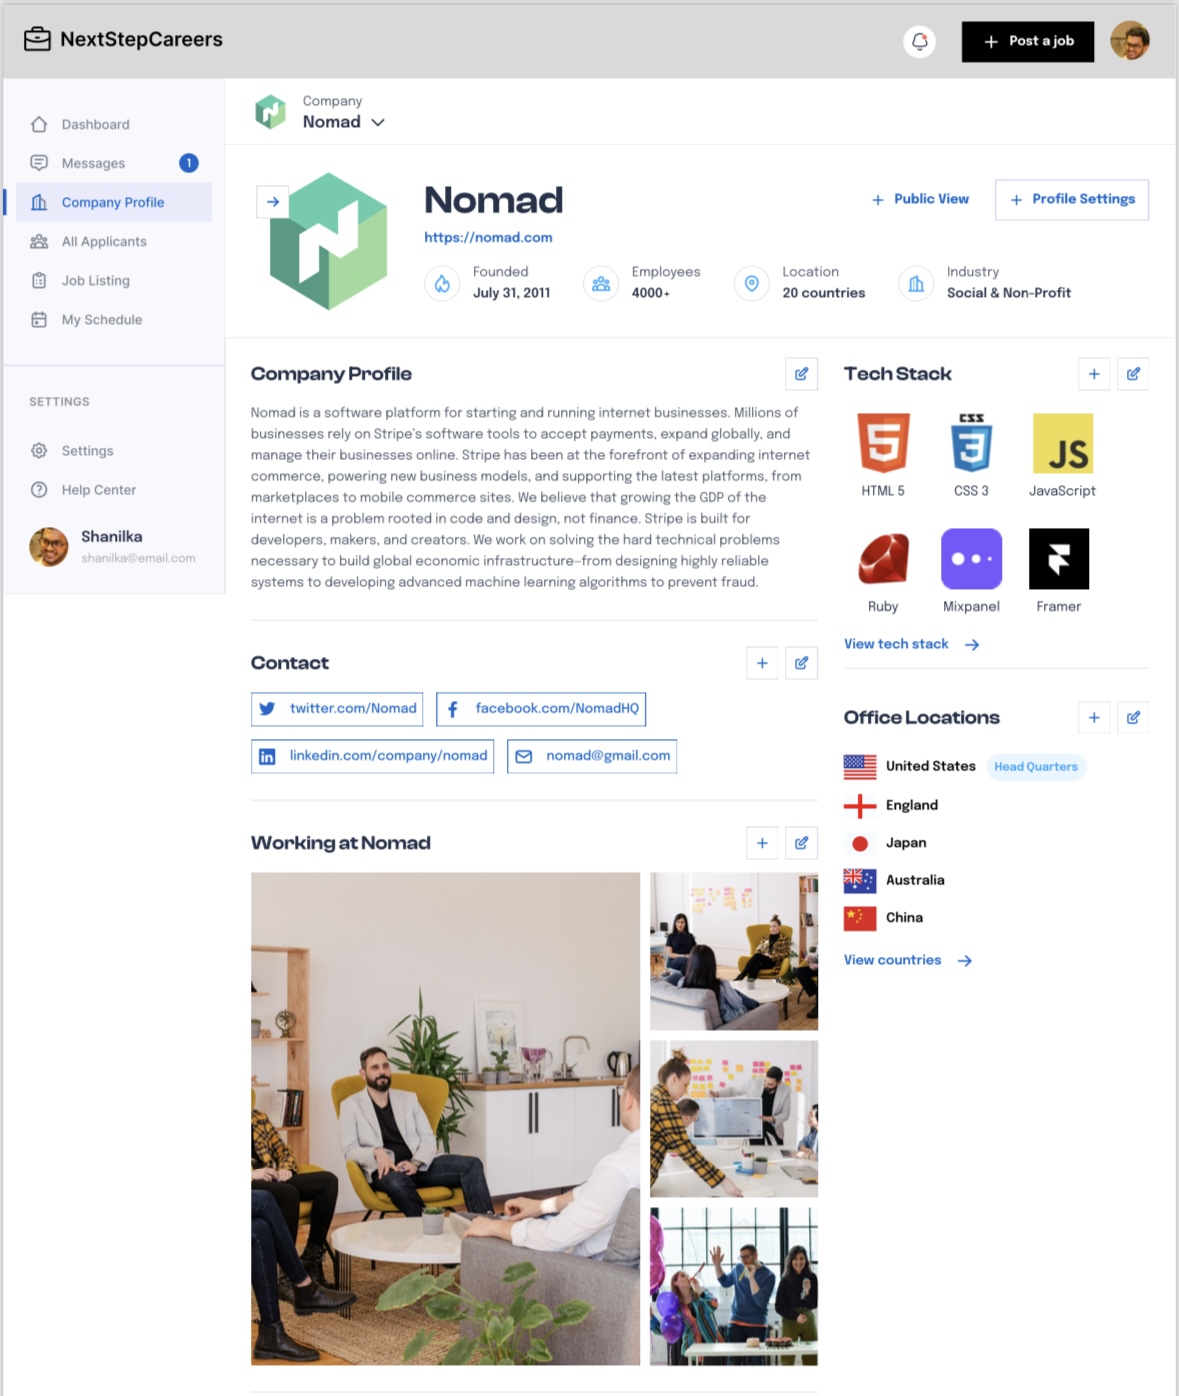 NextStepCareers
+ Post a job
Dashboard
Messages 1
Company Profile
All Applicants
Job Listing
My Schedule
SETTINGS
Settings
Help Center
Shanilka
shanilka@email.com
Company
Nomad
Nomad
+ Public View
+ Profile Settings
https://nomad.com
Founded
July 31, 2011
Employees
4000+
Location
20 countries
Industry
Social & Non-Profit
Company Profile
Nomad is a software platform for starting and running internet businesses. Millions of
businesses rely on Stripe's software tools to accept payments, expand globally, and
manage their businesses online. Stripe has been at the forefront of expanding internet
commerce, powering new business models, and supporting the latest platforms, from
marketplaces to mobile commerce sites. We believe that growing the GDP of the
internet is a problem rooted in code and design, not finance. Stripe is built for
developers, makers, and creators. We work on solving the hard technical problems
necessary to build global economic infrastructure—from designing highly reliable
systems to developing advanced machine learning algorithms to prevent fraud.
Contact
twitter.com/Nomad
facebook.com/NomadHQ
linkedin.com/company/nomad
nomad@gmail.com
Working at Nomad
Tech Stack
5
CSS
3
JS
HTML 5
CSS 3
JavaScript
Ruby
Mixpanel
Framer
View tech stack
Office Locations
United States
Head Quarters
England
Japan
Australia
China
View countries